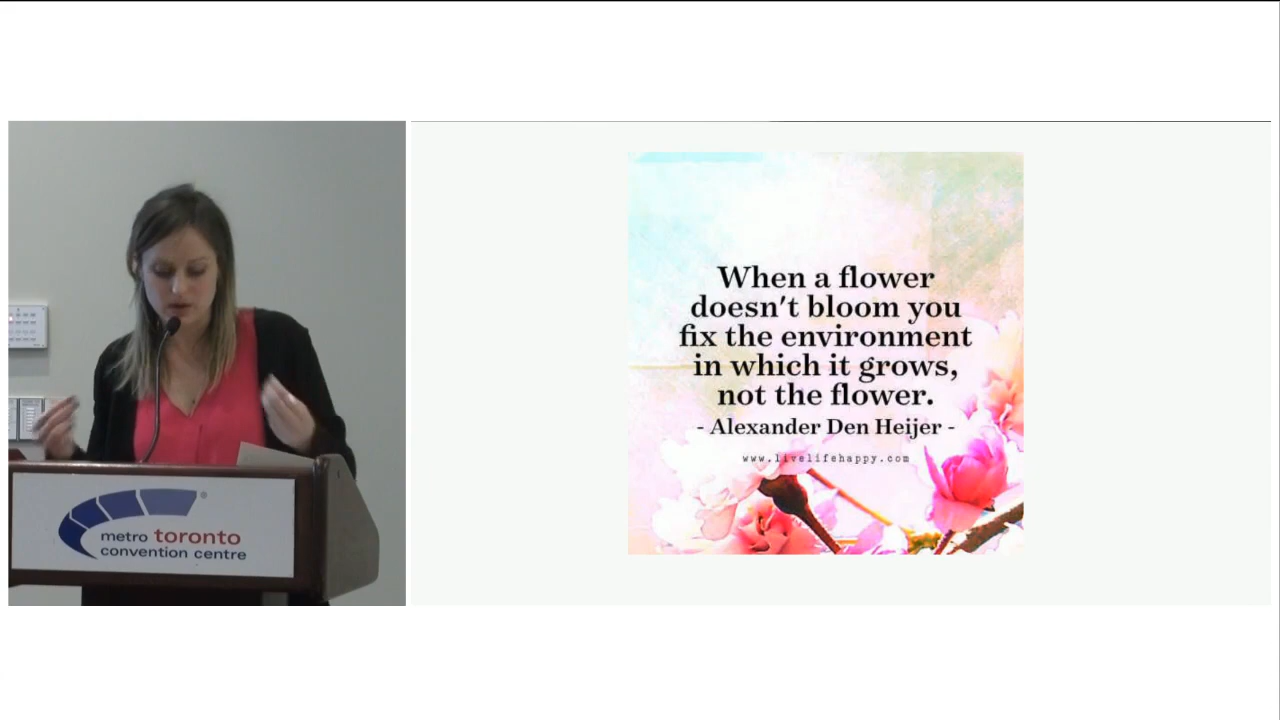 metro toronto
convention centre
When a flower
doesn't bloom you
fix the environment
in which it grows,
not the flower.
- Alexander Den Heijer -
www.livelifehappy.com